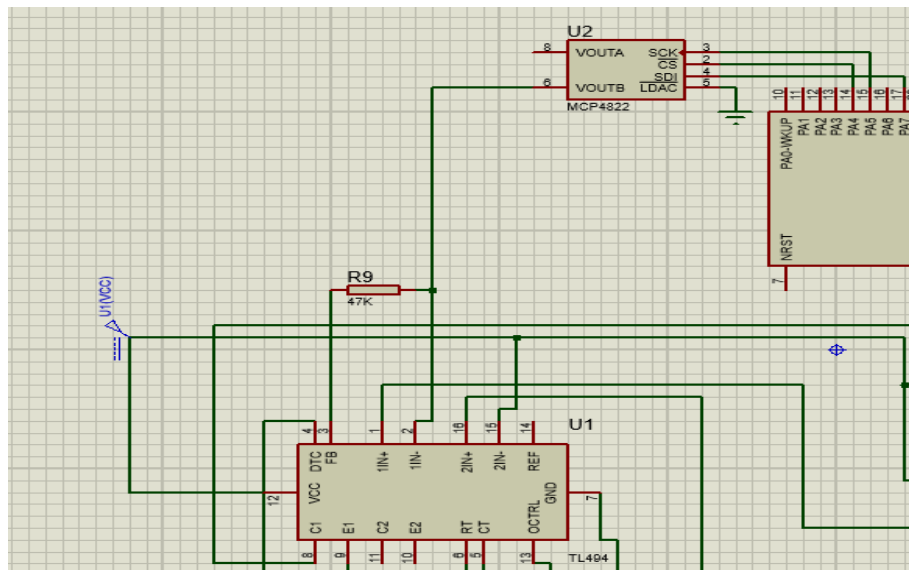 U2
8 VOUTA SCK 3
CS 2
SDI 4
6 VOUTB LDAC 5
MCP4822
10 11 12 13 14 15 16 17
PA0-WKUP PA1 PA2 PA3 PA4 PA5 PA6 PA7
NRST
7
R9
47K
U1(VCC)
U1
4 3 1 2 16 15 14
DTC FB 1IN+ 1IN- 2IN+ 2IN- REF
12 VCC GND 7
C1 E1 C2 E2 RT CT OCTRL
8 9 11 10 6 5 13
TL494